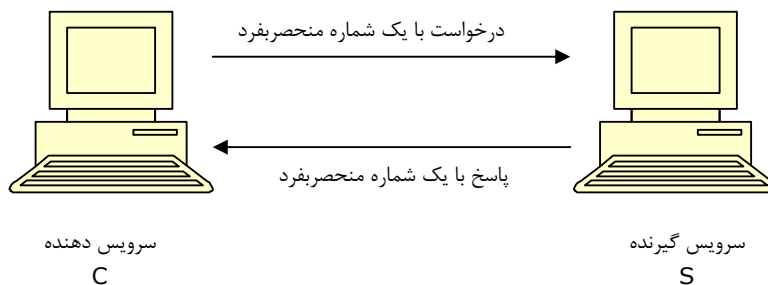 درخواست با یک شماره منحصربفرد
پاسخ با یک شماره منحصربفرد
سرویس گیرنده
S
سرویس دهنده
C